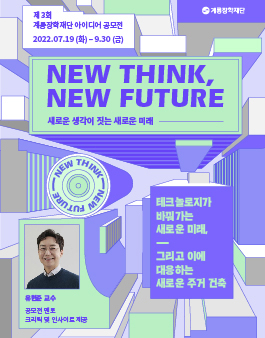 제 3회
계룡장학재단 아이디어 공모전
2022.07.19 (화) – 9.30 (금)
계룡장학재단
NEW THINK,
NEW FUTURE
새로운 생각이 짓는 새로운 미래
NEW THINK
NEW FUTURE
테크놀로지가
바꿔가는
새로운 미래,
그리고 이에
대응하는
새로운 주거 건축
유현준 교수
공모전 멘토
크리틱 및 인사이트 제공